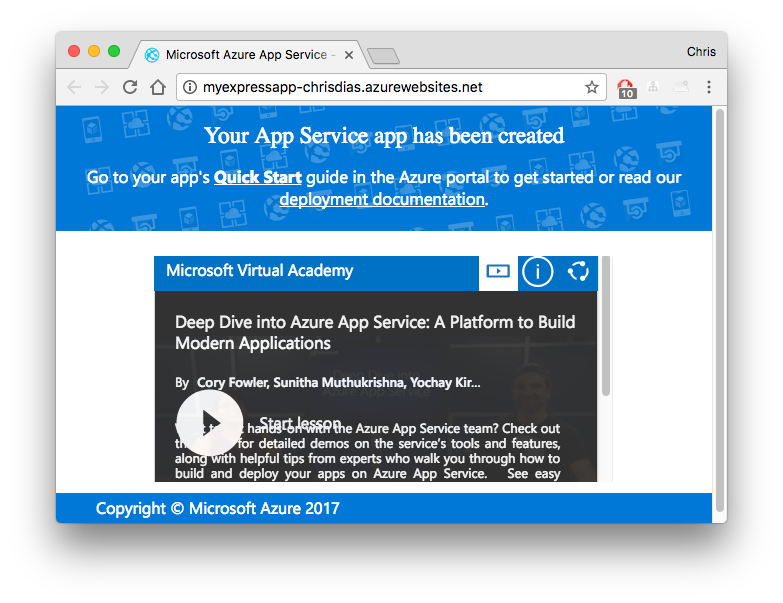 Microsoft Azure App Service -
Chris
myexpressapp-chrisdias.azurewebsites.net
10
Your App Service app has been created
Go to your app's Quick Start guide in the Azure portal to get started or read our
deployment documentation.
Microsoft Virtual Academy
Deep Dive into Azure App Service: A Platform to Build
Modern Applications
By Cory Fowler, Sunitha Muthukrishna, Yochay Kir...
Start lesson
hands-on with the Azure App Service team? Check out
for detailed demos on the service's tools and features,
along with helpful tips from experts who walk you through how to
build and deploy your apps on Azure App Service. See easy
Copyright © Microsoft Azure 2017